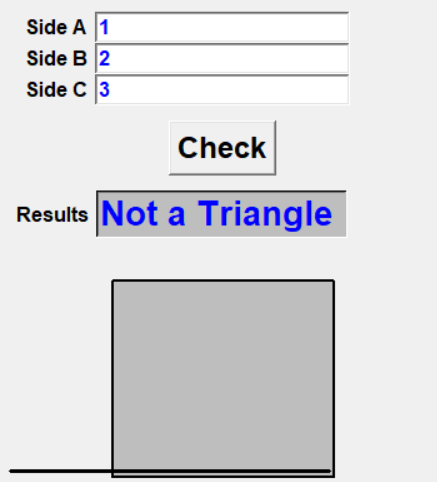 Side A 1
Side B 2
Side C 3
Check
Results Not a Triangle